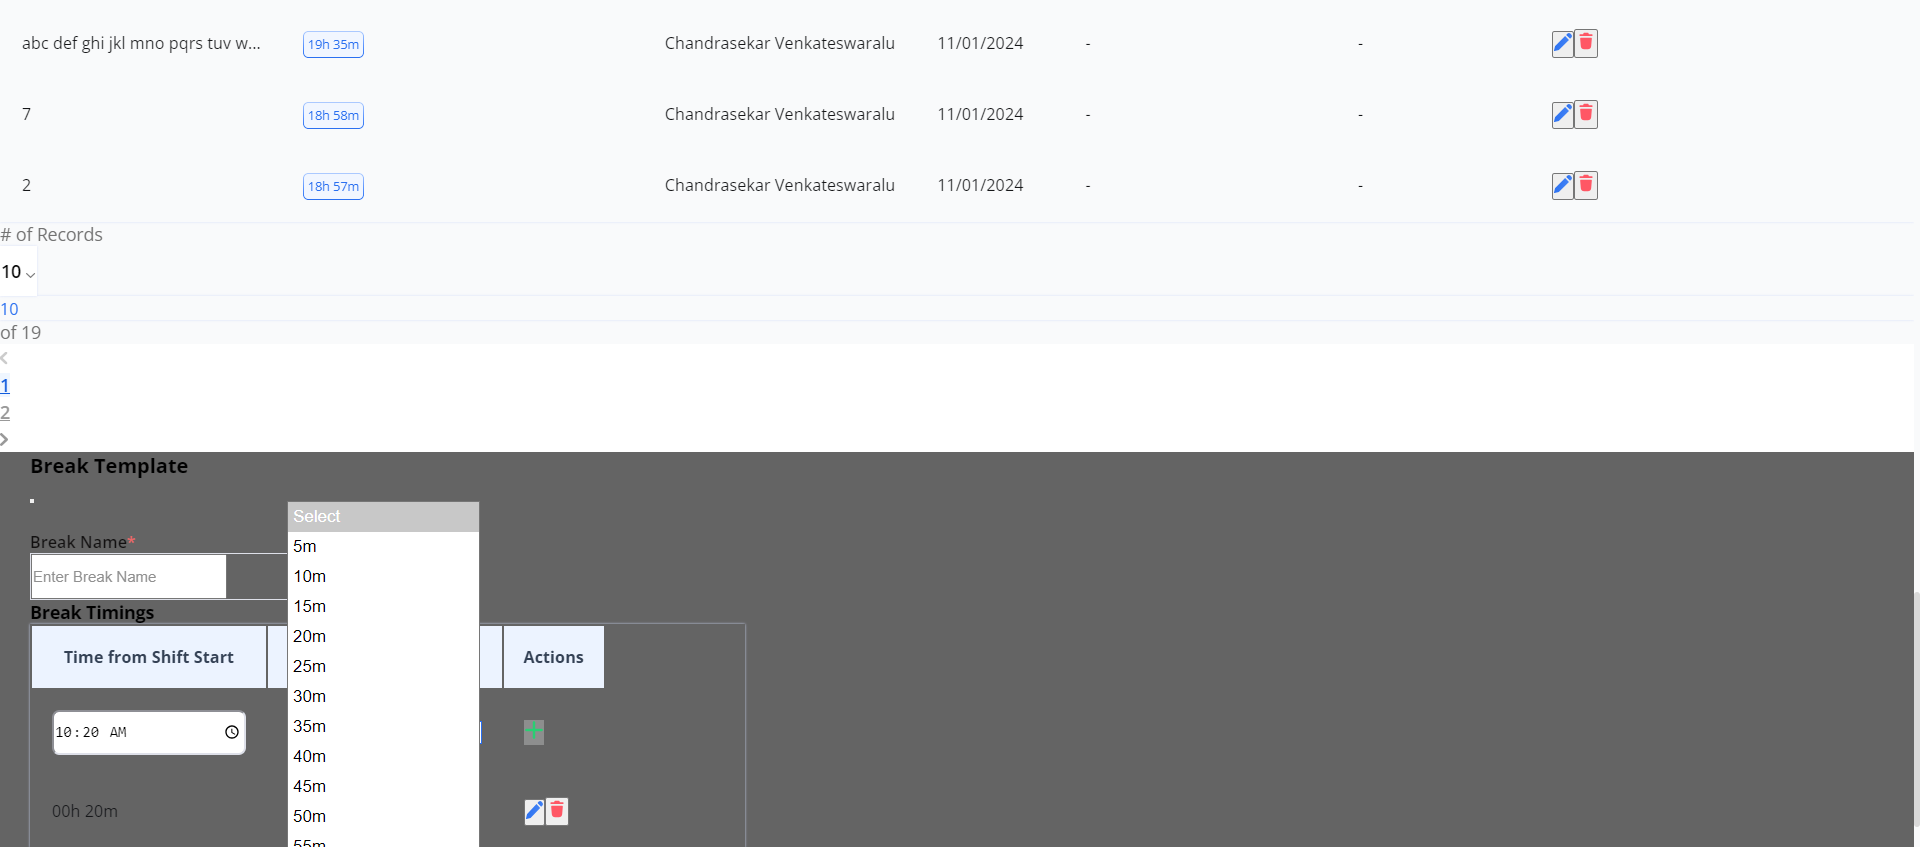 abc def ghi jkl mno pqrs tuv w... 19h 35m Chandrasekar Venkateswaralu 11/01/2024 - -
7 18h 58m Chandrasekar Venkateswaralu 11/01/2024 - -
2 18h 57m Chandrasekar Venkateswaralu 11/01/2024 - -
# of Records
10
10
of 19
1
2
Break Template
Select
5m
Break Name*
10m
Enter Break Name
15m
Break Timings
20m
Time from Shift Start Actions
25m
30m
35m
10:20 AM
40m
45m
00h 20m
50m
55m